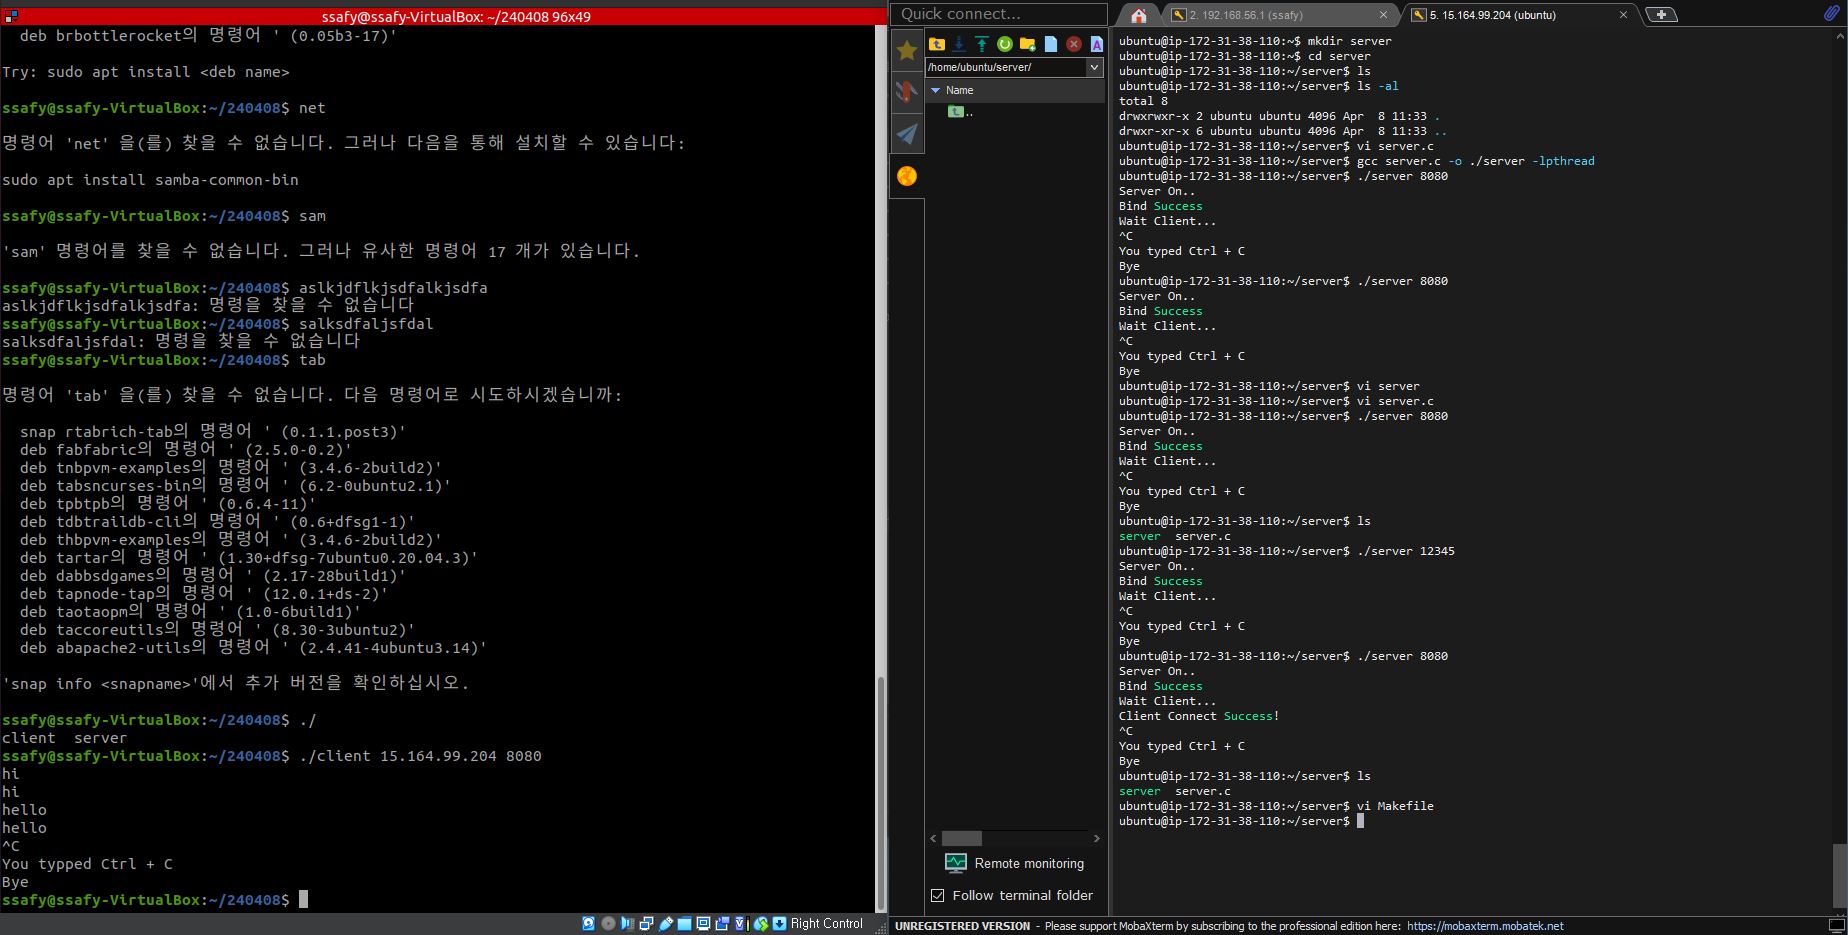 ssafy@ssafy-VirtualBox: ~/240408 96x49
deb brbottlerocket의 명령어 ' (0.05b3-17)'
Try: sudo apt install <deb name>
ssafy@ssafy-VirtualBox:~/240408$ net
명령어 'net' 을(를) 찾을 수 없습니다. 그러나 다음을 통해 설치할 수 있습니다:
sudo apt install samba-common-bin
ssafy@ssafy-VirtualBox:~/240408$ sam
'sam' 명령어를 찾을 수 없습니다. 그러나 유사한 명령어 17 개가 있습니다.
ssafy@ssafy-VirtualBox:~/240408$ aslkjdflkjsdfalkjsdfa
aslkjdflkjsdfalkjsdfa: 명령을 찾을 수 없습니다
ssafy@ssafy-VirtualBox:~/240408$ salksdfaljsfdal
salksdfaljsfdal: 명령을 찾을 수 없습니다
ssafy@ssafy-VirtualBox:~/240408$ tab
명령어 'tab' 을(를) 찾을 수 없습니다. 다음 명령어로 시도하시겠습니까:
snap rtabrich-tab의 명령어 ' (0.1.1.post3)'
deb fabfabric의 명령어 ' (2.5.0-0.2)'
deb tnbpvm-examples의 명령어 ' (3.4.6-2build2)'
deb tabsncurses-bin의 명령어 ' (6.2-0ubuntu2.1)'
deb tpbtpb의 명령어 ' (0.6.4-11)'
deb tdbtraildb-cli의 명령어 ' (0.6+dfsg1-1)'
deb thbpvm-examples의 명령어 ' (3.4.6-2build2)'
deb tartar의 명령어 ' (1.30+dfsg-7ubuntu0.20.04.3)'
deb dabbsdgames의 명령어 ' (2.17-28build1)'
deb tapnode-tap의 명령어 ' (12.0.1+ds-2)'
deb taotaopm의 명령어 ' (1.0-6build1)'
deb taccoreutils의 명령어 ' (8.30-3ubuntu2)'
deb abapache2-utils의 명령어 ' (2.4.41-4ubuntu3.14)'
'snap info <snapname>'에서 추가 버전을 확인하십시오.
ssafy@ssafy-VirtualBox:~/240408$ ./
client  server
ssafy@ssafy-VirtualBox:~/240408$ ./client 15.164.99.204 8080
hi
hi
hello
hello
^C
You typped Ctrl + C
Bye
ssafy@ssafy-VirtualBox:~/240408$
Right Control
Quick connect...
2. 192.168.56.1 (ssafy)
5. 15.164.99.204 (ubuntu)
/home/ubuntu/server/
Name
..
Remote monitoring
Follow terminal folder
ubuntu@ip-172-31-38-110:~$ mkdir server
ubuntu@ip-172-31-38-110:~$ cd server
ubuntu@ip-172-31-38-110:~/server$ ls
ubuntu@ip-172-31-38-110:~/server$ ls -al
total 8
drwxrwxr-x 2 ubuntu ubuntu 4096 Apr  8 11:33 .
drwxr-xr-x 6 ubuntu ubuntu 4096 Apr  8 11:33 ..
ubuntu@ip-172-31-38-110:~/server$ vi server.c
ubuntu@ip-172-31-38-110:~/server$ gcc server.c -o ./server -lpthread
ubuntu@ip-172-31-38-110:~/server$ ./server 8080
Server On..
Bind Success
Wait Client...
^C
You typed Ctrl + C
Bye
ubuntu@ip-172-31-38-110:~/server$ ./server 8080
Server On..
Bind Success
Wait Client...
^C
You typed Ctrl + C
Bye
ubuntu@ip-172-31-38-110:~/server$ vi server
ubuntu@ip-172-31-38-110:~/server$ vi server.c
ubuntu@ip-172-31-38-110:~/server$ ./server 8080
Server On..
Bind Success
Wait Client...
^C
You typed Ctrl + C
Bye
ubuntu@ip-172-31-38-110:~/server$ ls
server  server.c
ubuntu@ip-172-31-38-110:~/server$ ./server 12345
Server On..
Bind Success
Wait Client...
^C
You typed Ctrl + C
Bye
ubuntu@ip-172-31-38-110:~/server$ ./server 8080
Server On..
Bind Success
Wait Client...
Client Connect Success!
^C
You typed Ctrl + C
Bye
ubuntu@ip-172-31-38-110:~/server$ ls
server  server.c
ubuntu@ip-172-31-38-110:~/server$ vi Makefile
ubuntu@ip-172-31-38-110:~/server$
UNREGISTERED VERSION - Please support MobaXterm by subscribing to the professional edition here: https://mobaxterm.mobatek.net